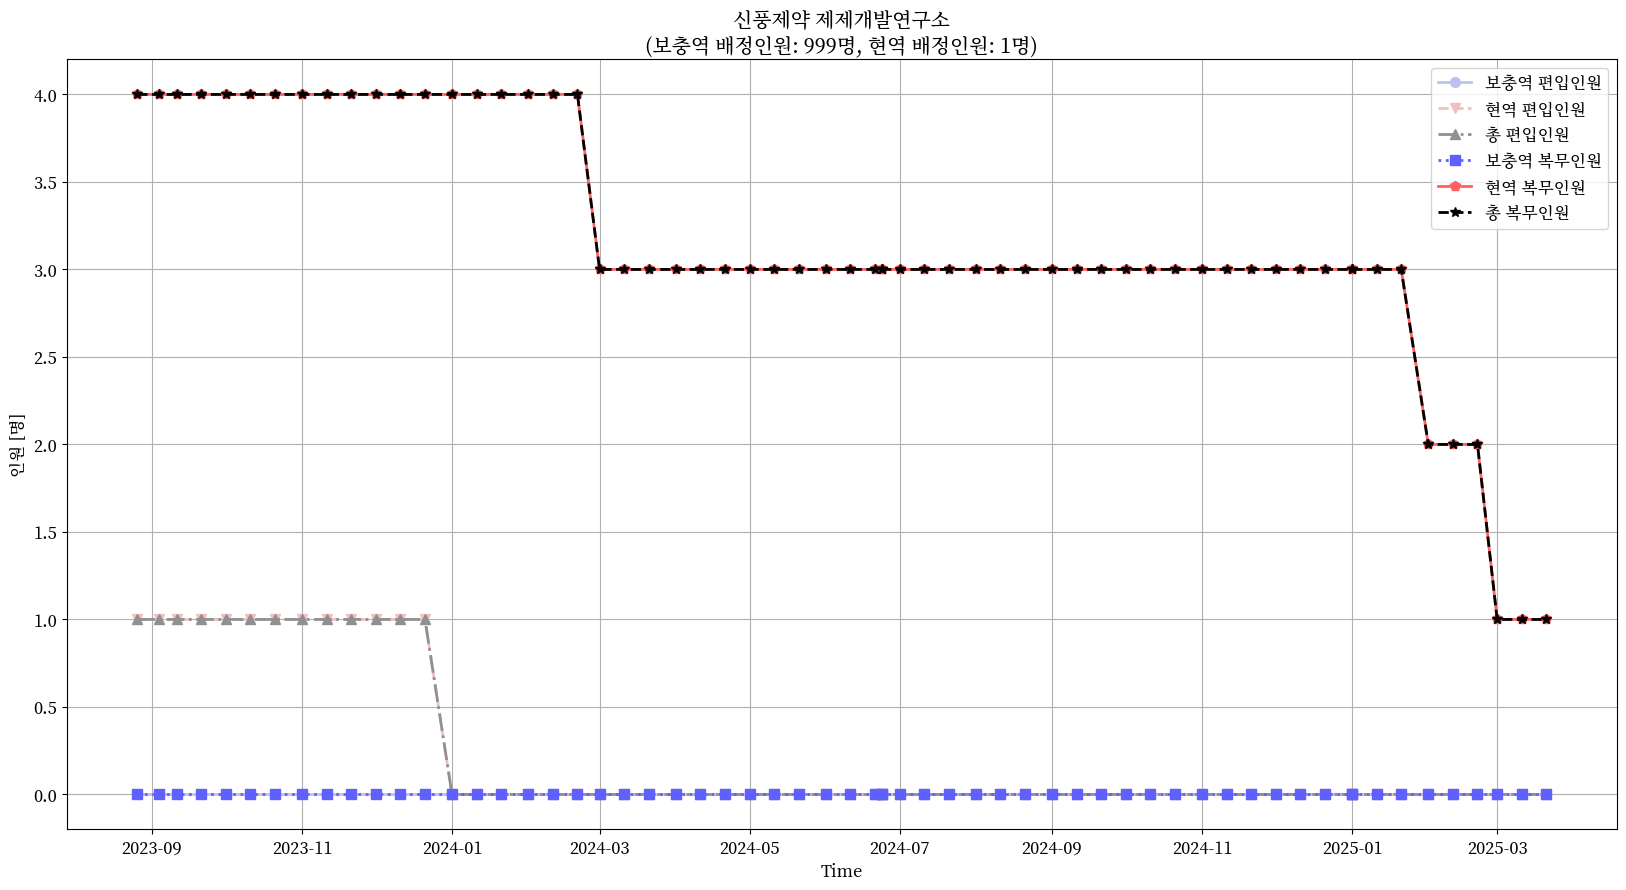 신풍제약 제제개발연구소
(보충역 배정인원: 999명, 현역 배정인원: 1명)
보충역 편입인원
현역 편입인원
총 편입인원
보충역 복무인원
현역 복무인원
총 복무인원
4.0
3.5
3.0
2.5
2.0
1.5
1.0
0.5
0.0
인원 [명]
2023-09 2023-11 2024-01 2024-03 2024-05 2024-07 2024-09 2024-11 2025-01 2025-03
Time